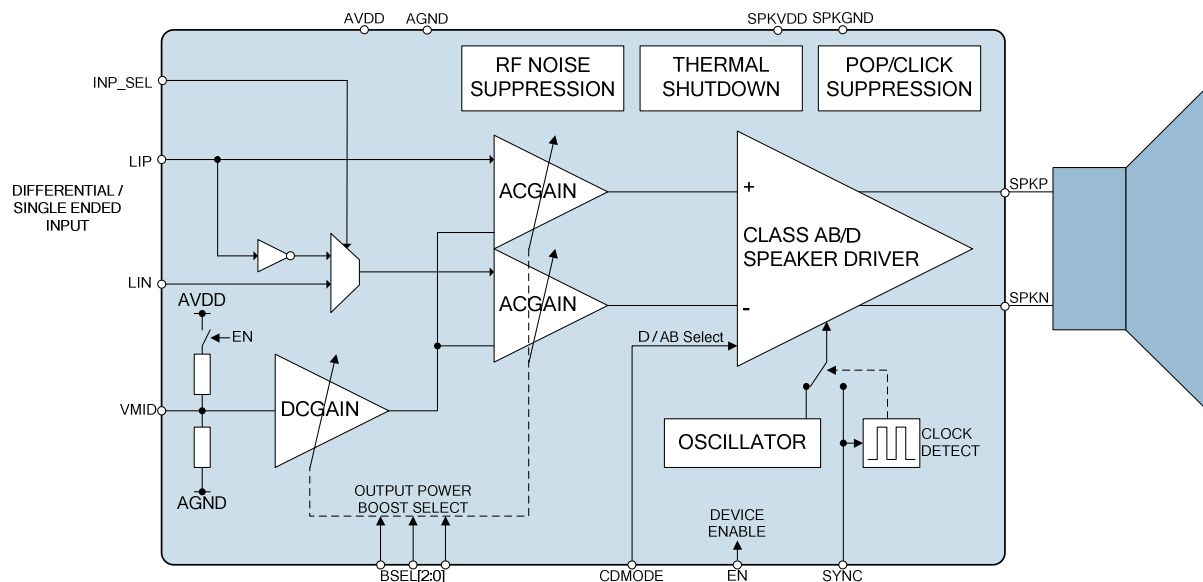 AVDD
AGND
SPKVDD
SPKGND
RF NOISE
SUPPRESSION
THERMAL
SHUTDOWN
POP/CLICK
SUPPRESSION
INP_SEL
LIP
DIFFERENTIAL /
SINGLE ENDED
INPUT
LIN
ACGAIN
ACGAIN
+
CLASS AB/D
SPEAKER DRIVER
-
SPKP
SPKN
AVDD
EN
D / AB Select
VMID
DCGAIN
AGND
OSCILLATOR
CLOCK
DETECT
OUTPUT POWER
BOOST SELECT
DEVICE
ENABLE
BSEL[2:0]
CDMODE
EN
SYNC